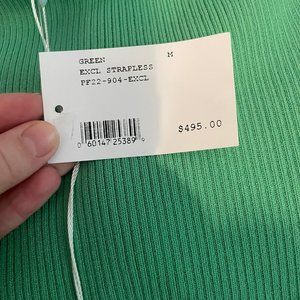 GREEN M
EXCL STRAPLESS
PF22-904-EXCL
0 60147 25389 9
$495.00